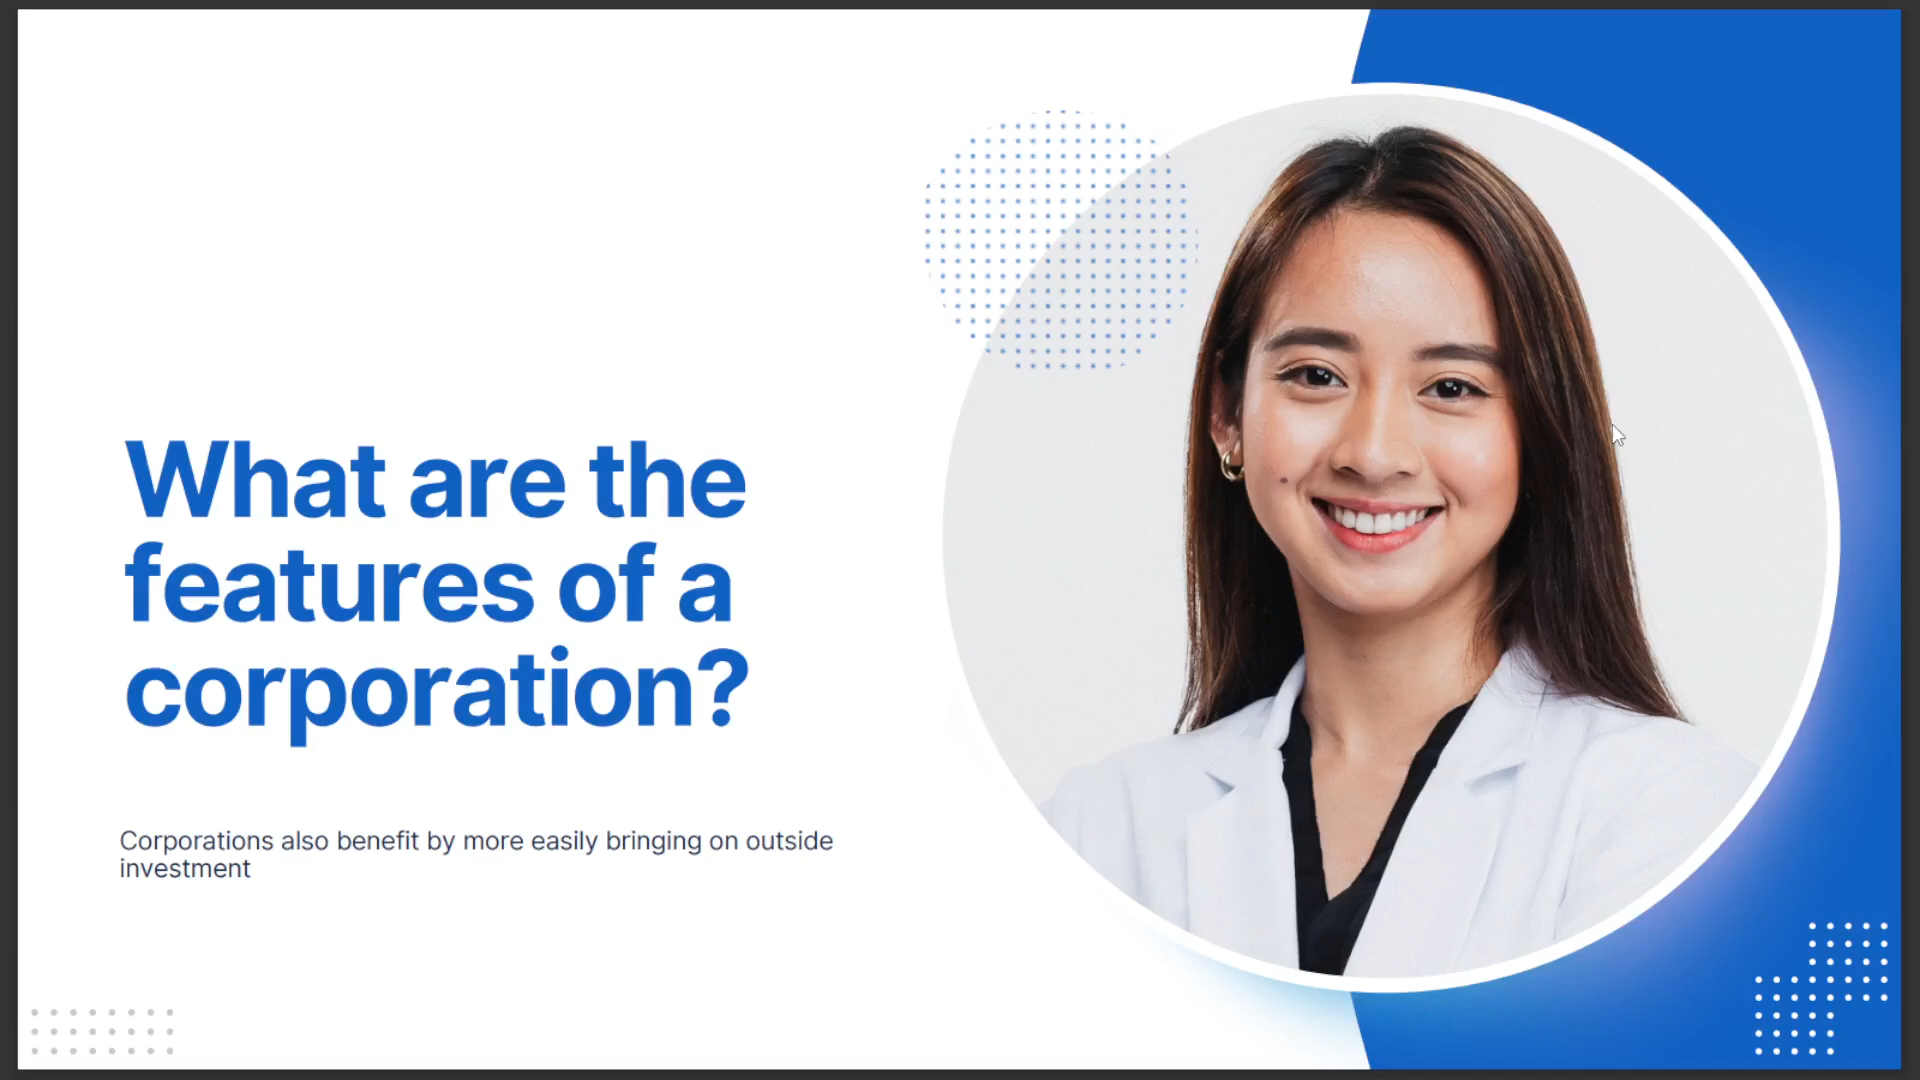 What are the
features of a
corporation?
Corporations also benefit by more easily bringing on outside
investment